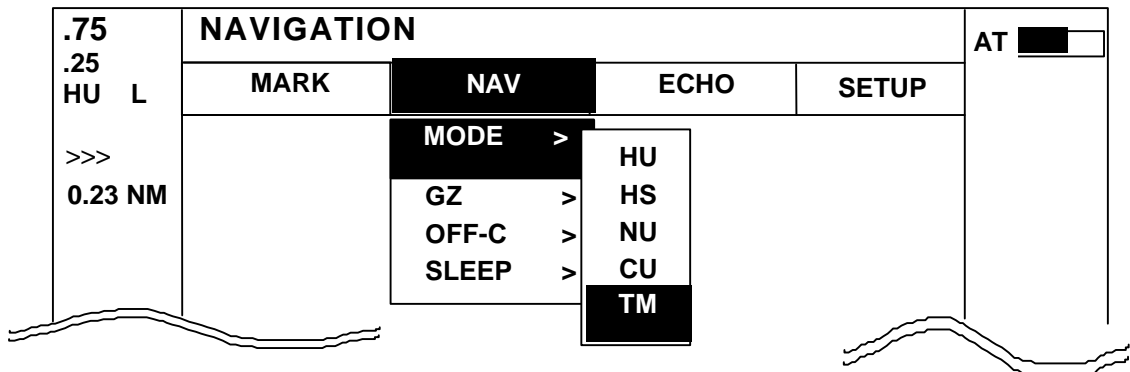 .75
.25
HU L
>>>
0.23 NM
NAVIGATION
AT
MARK NAV ECHO SETUP
MODE >
GZ >
OFF-C >
SLEEP >
HU
HS
NU
CU
TM